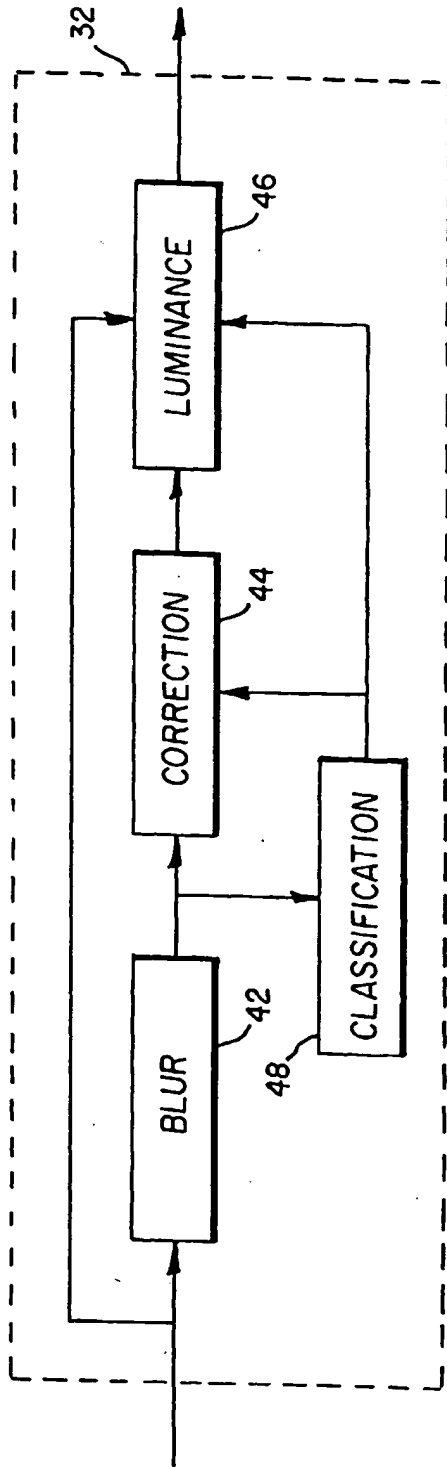 32
BLUR
42
CORRECTION
44
LUMINANCE
46
CLASSIFICATION
48